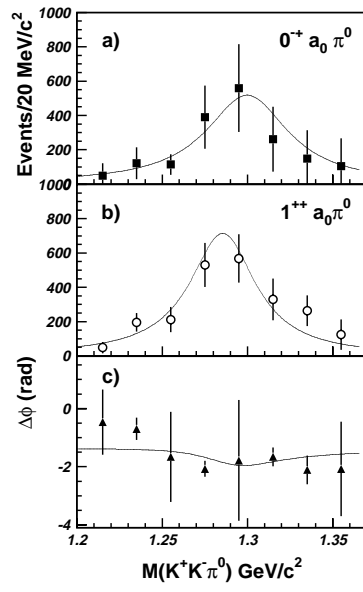 Events/20 MeV/c²
a) 0⁻⁺ a₀ π⁰
1000
800
600
400
200
0
1000
b) 1⁺⁺ a₀π⁰
800
600
400
200
0
c)
Δϕ (rad)
0
-2
-4
1.2 1.25 1.3 1.35
M(K⁺K⁻π⁰) GeV/c²